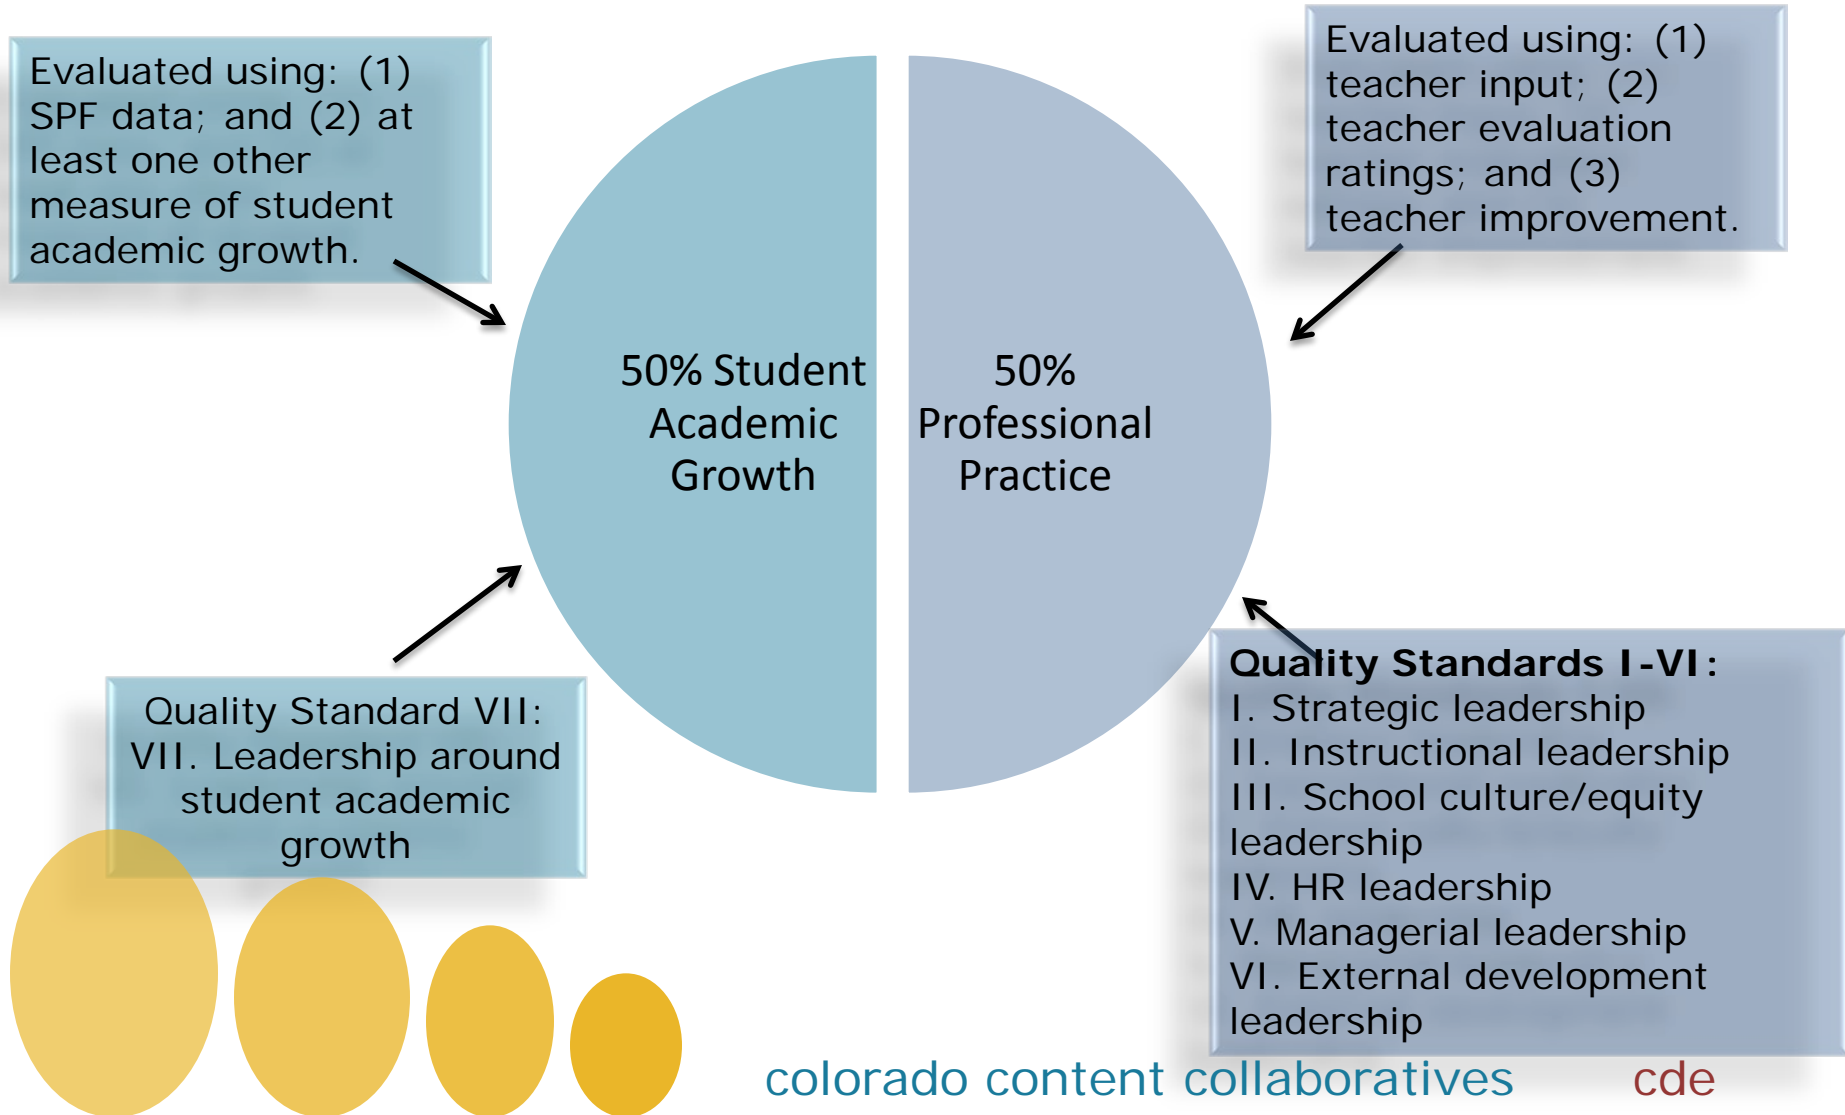 Evaluated using: (1)
SPF data; and (2) at
least one other
measure of student
academic growth.
Evaluated using: (1)
teacher input; (2)
teacher evaluation
ratings; and (3)
teacher improvement.
50% Student
Academic
Growth
50%
Professional
Practice
Quality Standard VII:
VII. Leadership around
student academic
growth
Quality Standards I-VI:
I. Strategic leadership
II. Instructional leadership
III. School culture/equity
leadership
IV. HR leadership
V. Managerial leadership
VI. External development
leadership
colorado content collaboratives cde